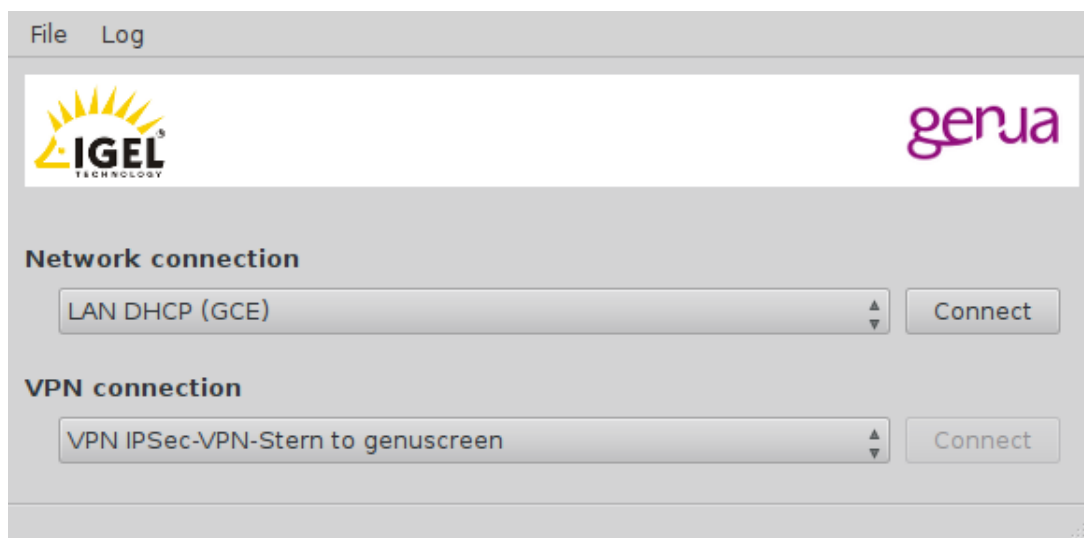 File Log
IGEL
TECHNOLOGY
genua
Network connection
LAN DHCP (GCE)
Connect
VPN connection
VPN IPSec-VPN-Stern to genuscreen
Connect